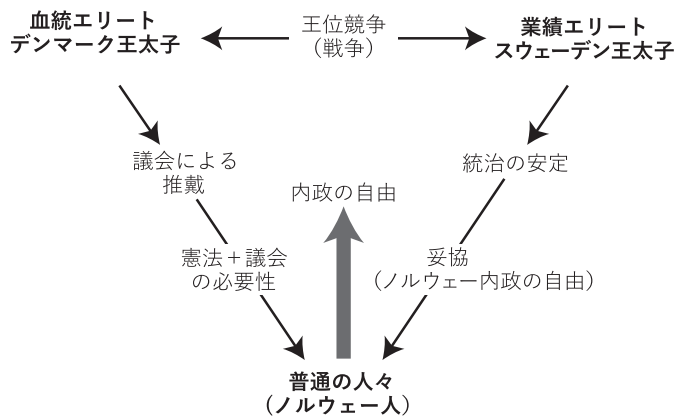 血統エリート
デンマーク王太子
王位競争
（戦争）
業績エリート
スウェーデン王太子
議会による
推戴
統治の安定
内政の自由
憲法＋議会
の必要性
妥協
（ノルウェー内政の自由）
普通の人々
（ノルウェー人）